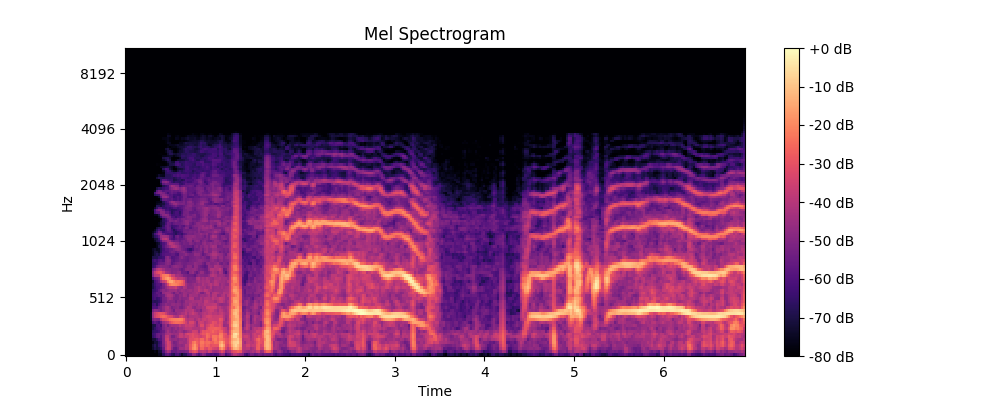 Mel Spectrogram
Hz
8192
4096
2048
1024
512
0
0 1 2 3 4 5 6
Time
+0 dB
-10 dB
-20 dB
-30 dB
-40 dB
-50 dB
-60 dB
-70 dB
-80 dB